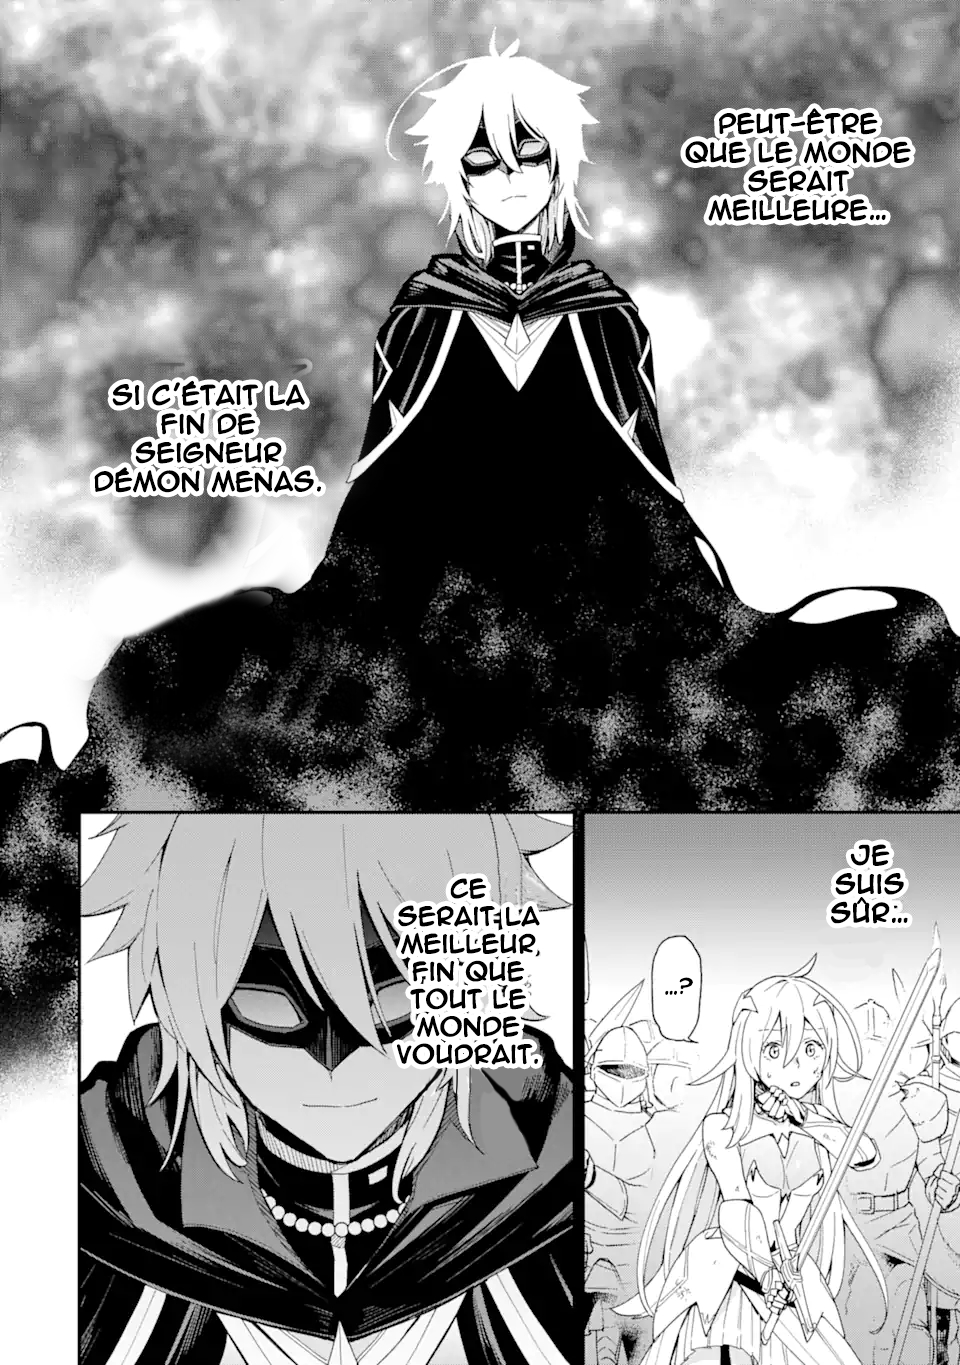 PEUT-ÊTRE
QUE LE MONDE
SERAIT
MEILLEURE...
SI C'ÉTAIT LA
FIN DE
SEIGNEUR
DÉMON MENAS.
JE
SUIS
SÛR...
...?
CE
SERAIT LA
MEILLEUR,
FIN QUE
TOUT LE
MONDE
VOUDRAIT.